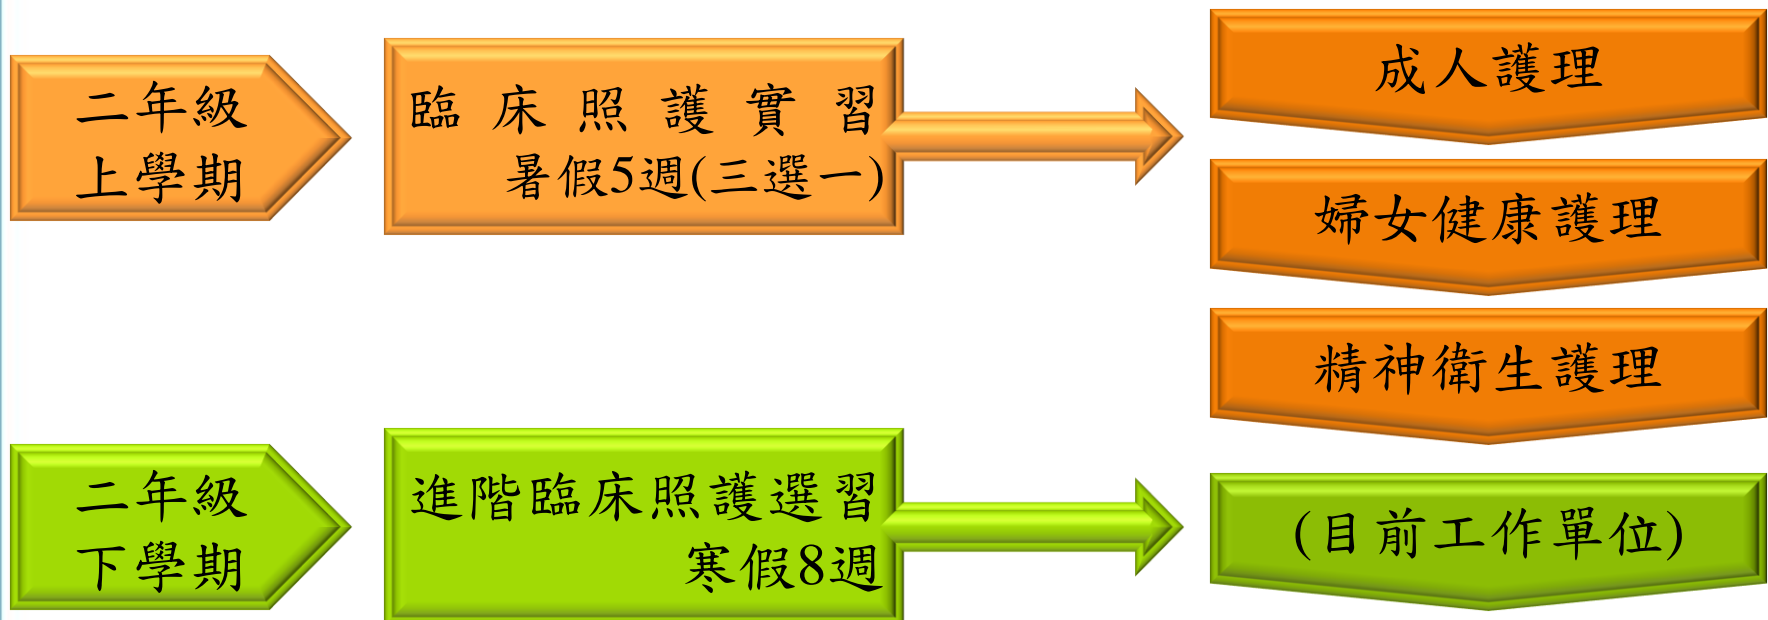 二年級
上學期
臨床照護實習
暑假5週(三選一)
成人護理
婦女健康護理
精神衛生護理
二年級
下學期
進階臨床照護選習
寒假8週
(目前工作單位)